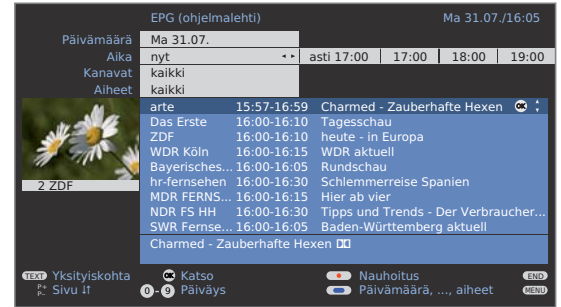 EPG (ohjelmalehti) Ma 31.07./16:05
Päivämäärä Ma 31.07.
Aika nyt asti 17:00 17:00 18:00 19:00
Kanavat kaikki
Aiheet kaikki
arte 15:57-16:59 Charmed - Zauberhafte Hexen OK
Das Erste 16:00-16:10 Tagesschau
ZDF 16:00-16:10 heute - in Europa
WDR Köln 16:00-16:15 WDR aktuell
Bayerisches... 16:00-16:05 Rundschau
hr-fernsehen 16:00-16:30 Schlemmerreise Spanien
MDR FERNS... 16:00-16:15 Hier ab vier
NDR FS HH 16:00-16:30 Tipps und Trends - Der Verbraucher...
SWR Fernse... 16:00-16:05 Baden-Württemberg aktuell
2 ZDF
Charmed - Zauberhafte Hexen
TEXT Yksityiskohta OK Katso Nauhoitus END
P+ P- Sivu 0-9 Päiväys Päivämäärä, ..., aiheet MENU